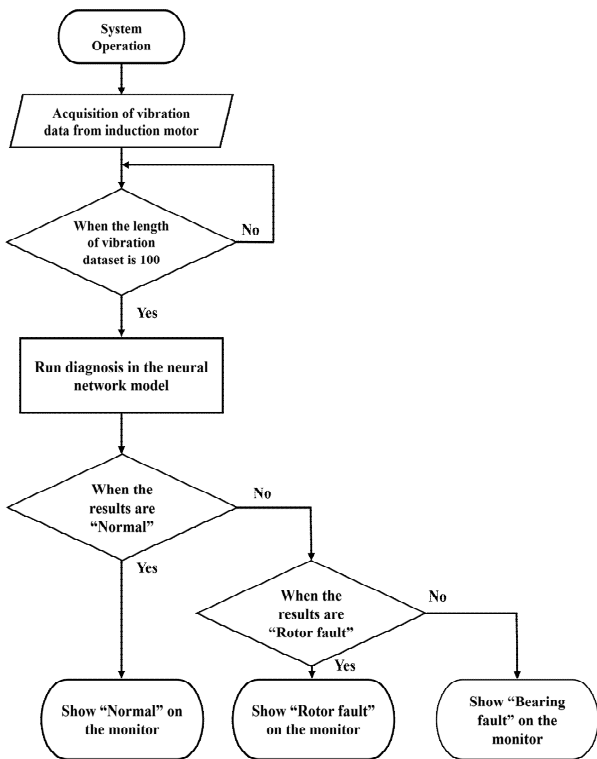 System
Operation
Acquisition of vibration
data from induction motor
When the length
of vibration
dataset is 100
No
Yes
Run diagnosis in the neural
network model
When the
results are
“Normal”
No
Yes
When the
results are
“Rotor fault”
No
Yes
Show “Normal” on
the monitor
Show “Rotor fault”
on the monitor
Show “Bearing
fault” on the
monitor